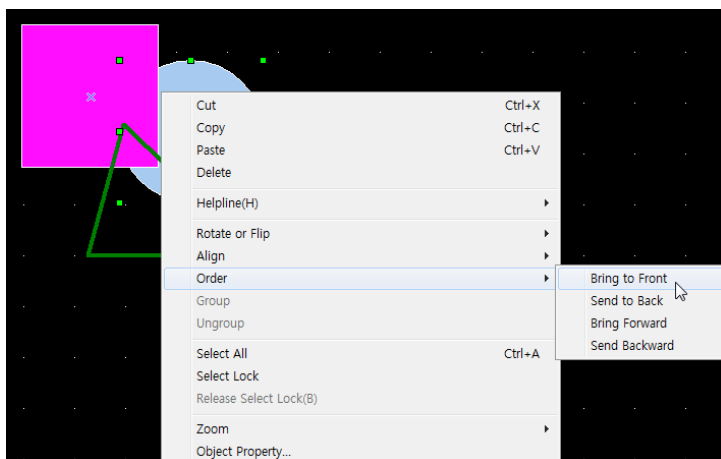 Cut Ctrl+X
Copy Ctrl+C
Paste Ctrl+V
Delete
Helpline(H)
Rotate or Flip
Align
Order
Group
Ungroup
Select All Ctrl+A
Select Lock
Release Select Lock(B)
Zoom
Object Property...
Bring to Front
Send to Back
Bring Forward
Send Backward